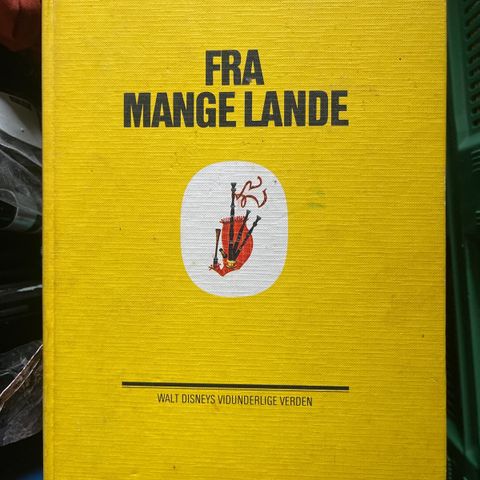 FRA
MANGE LANDE
WALT DISNEYS VIDUNDERLIGE VERDEN